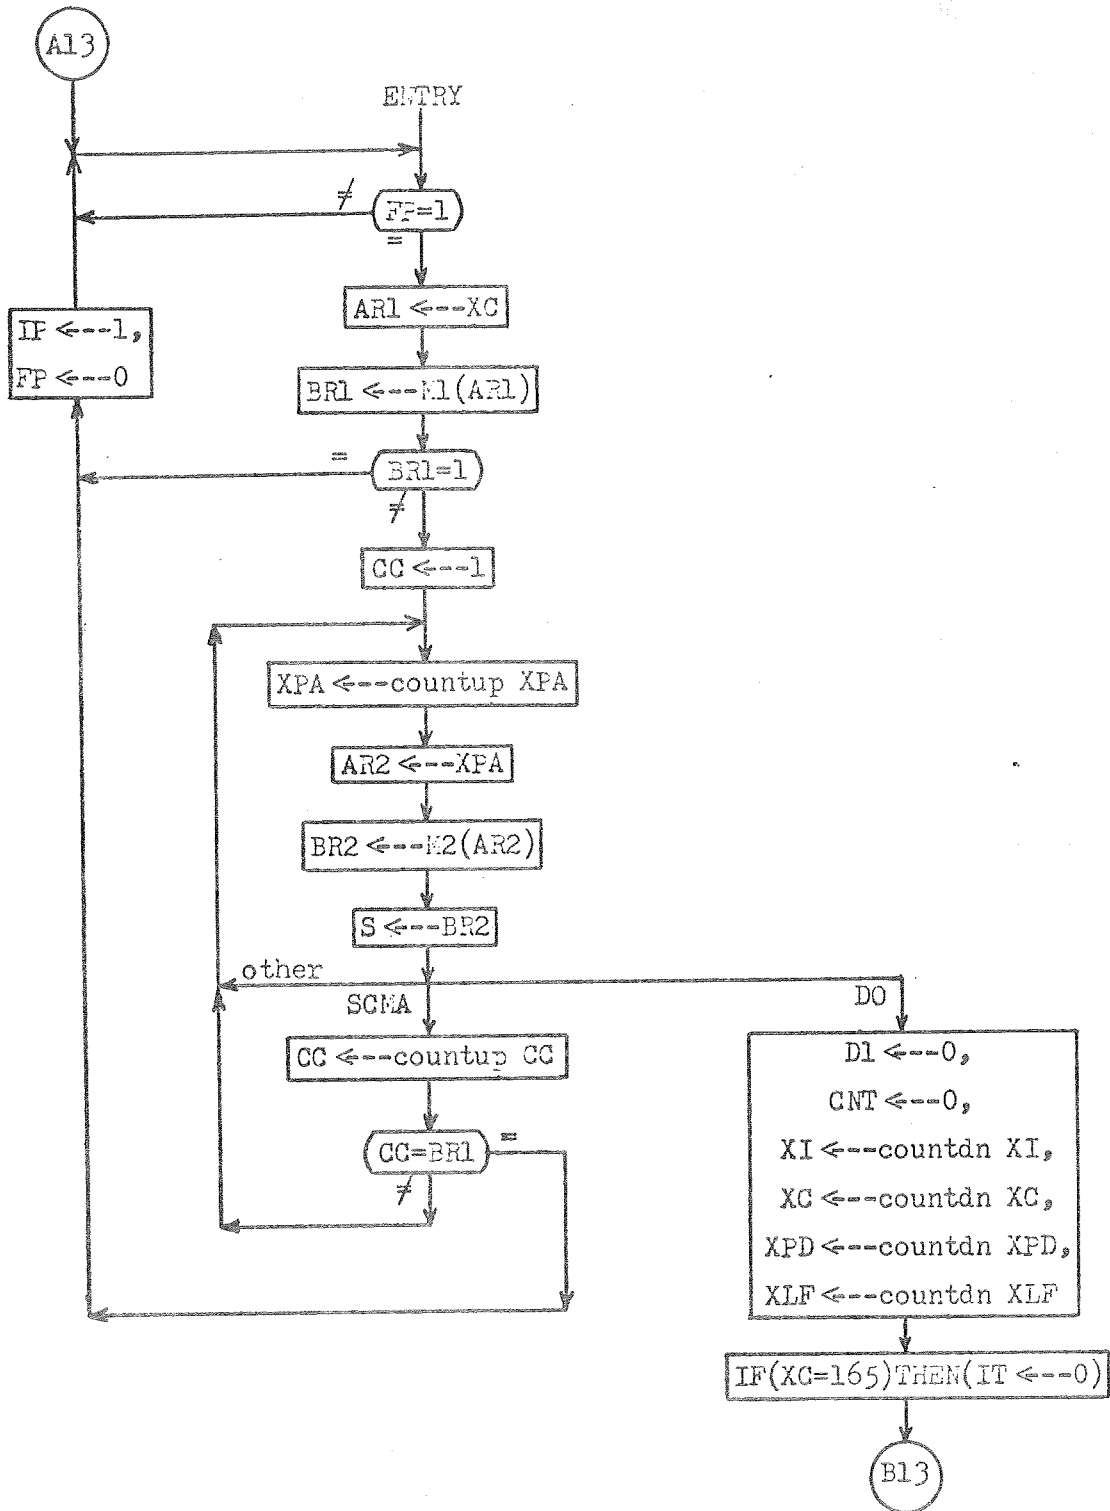 A13
ENTRY
≠
FP=1
=
AR1 <---XC
IP <---1,
FP <---0
BR1 <---M1(AR1)
=
BR1=1
≠
CC <---1
XPA <---countup XPA
AR2 <---XPA
BR2 <---M2(AR2)
S <---BR2
other
SCMA
DO
CC <---countup CC
CC=BR1
=
≠
D1 <---0,
CNT <---0,
XI <---countdn XI,
XC <---countdn XC,
XPD <---countdn XPD,
XLF <---countdn XLF
IF(XC=165)THEN(IT <---0)
B13